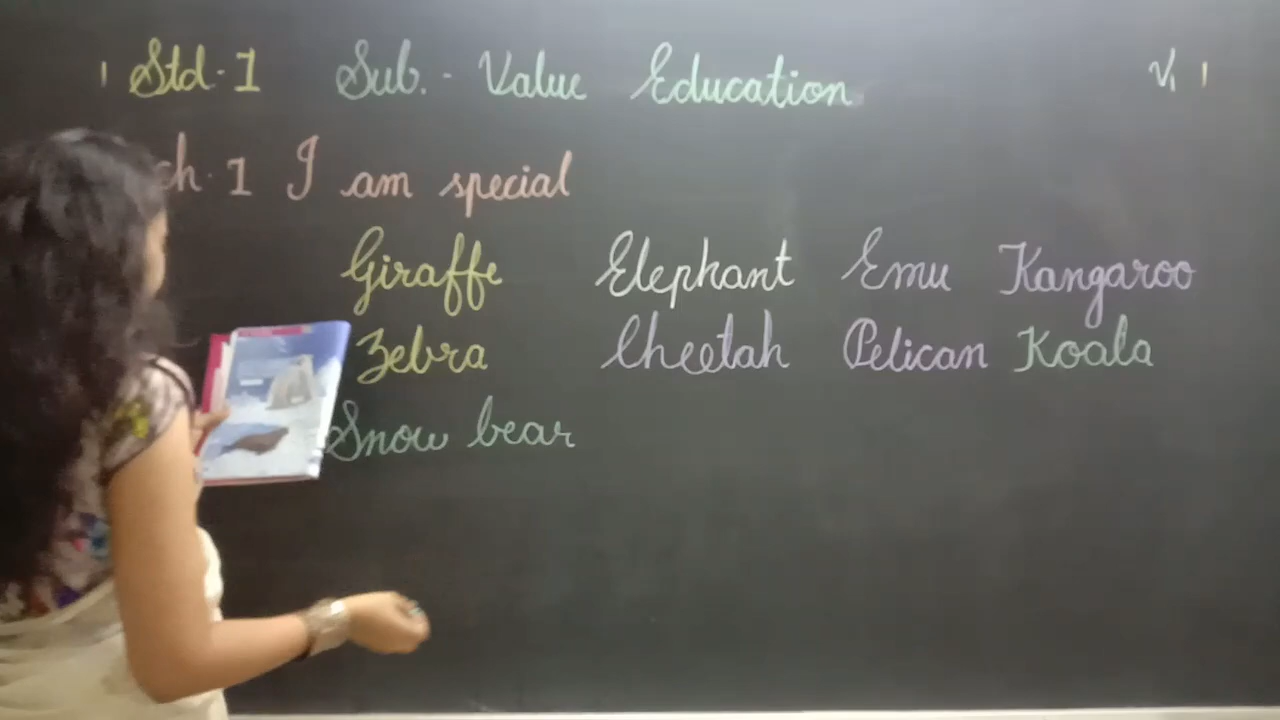 Std. 1 Sub. - Value Education V. 1
ch. 1 I am special
Giraffe Elephant Emu Kangaroo
Zebra Cheetah Pelican Koala
Snow bear